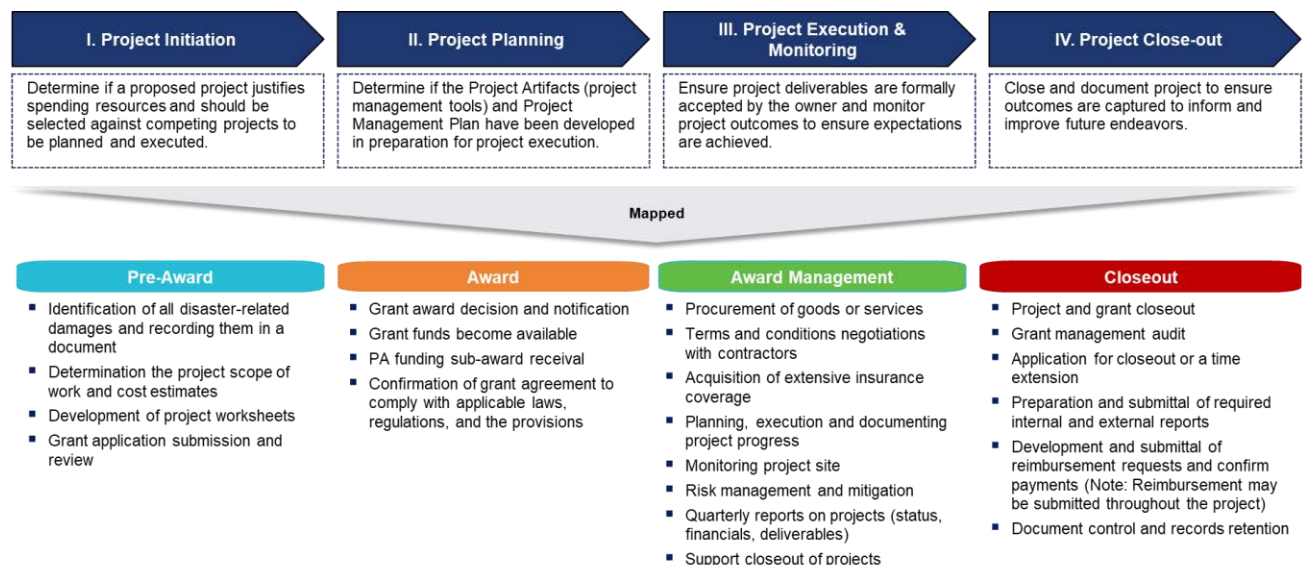 I. Project Initiation
Determine if a proposed project justifies
spending resources and should be
selected against competing projects to
be planned and executed.
II. Project Planning
Determine if the Project Artifacts (project
management tools) and Project
Management Plan have been developed
in preparation for project execution.
III. Project Execution &
Monitoring
Ensure project deliverables are formally
accepted by the owner and monitor
project outcomes to ensure expectations
are achieved.
IV. Project Close-out
Close and document project to ensure
outcomes are captured to inform and
improve future endeavors.
Mapped
Pre-Award
▪ Identification of all disaster-related
damages and recording them in a
document
▪ Determination the project scope of
work and cost estimates
▪ Development of project worksheets
▪ Grant application submission and
review
Award
▪ Grant award decision and notification
▪ Grant funds become available
▪ PA funding sub-award receival
▪ Confirmation of grant agreement to
comply with applicable laws,
regulations, and the provisions
Award Management
▪ Procurement of goods or services
▪ Terms and conditions negotiations
with contractors
▪ Acquisition of extensive insurance
coverage
▪ Planning, execution and documenting
project progress
▪ Monitoring project site
▪ Risk management and mitigation
▪ Quarterly reports on projects (status,
financials, deliverables)
▪ Support closeout of projects
Closeout
▪ Project and grant closeout
▪ Grant management audit
▪ Application for closeout or a time
extension
▪ Preparation and submittal of required
internal and external reports
▪ Development and submittal of
reimbursement requests and confirm
payments (Note: Reimbursement may
be submitted throughout the project)
▪ Document control and records retention